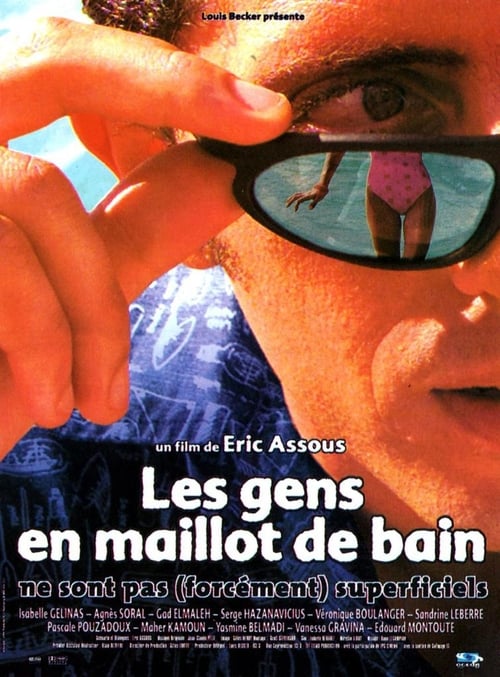 Louis Becker présente
un film de Eric Assous
Les gens
en maillot de bain
ne sont pas (forcément) superficiels
Isabelle GELINAS – Agnès SORAL – Gad ELMALEH – Serge HAZANAVICIUS – Véronique BOULANGER – Sandrine LEBERRE
Pascale POUZADOUX – Maher KAMOUN – Yasmine BELMADI – Vanessa GRAVINA – Edouard MONTOUTE